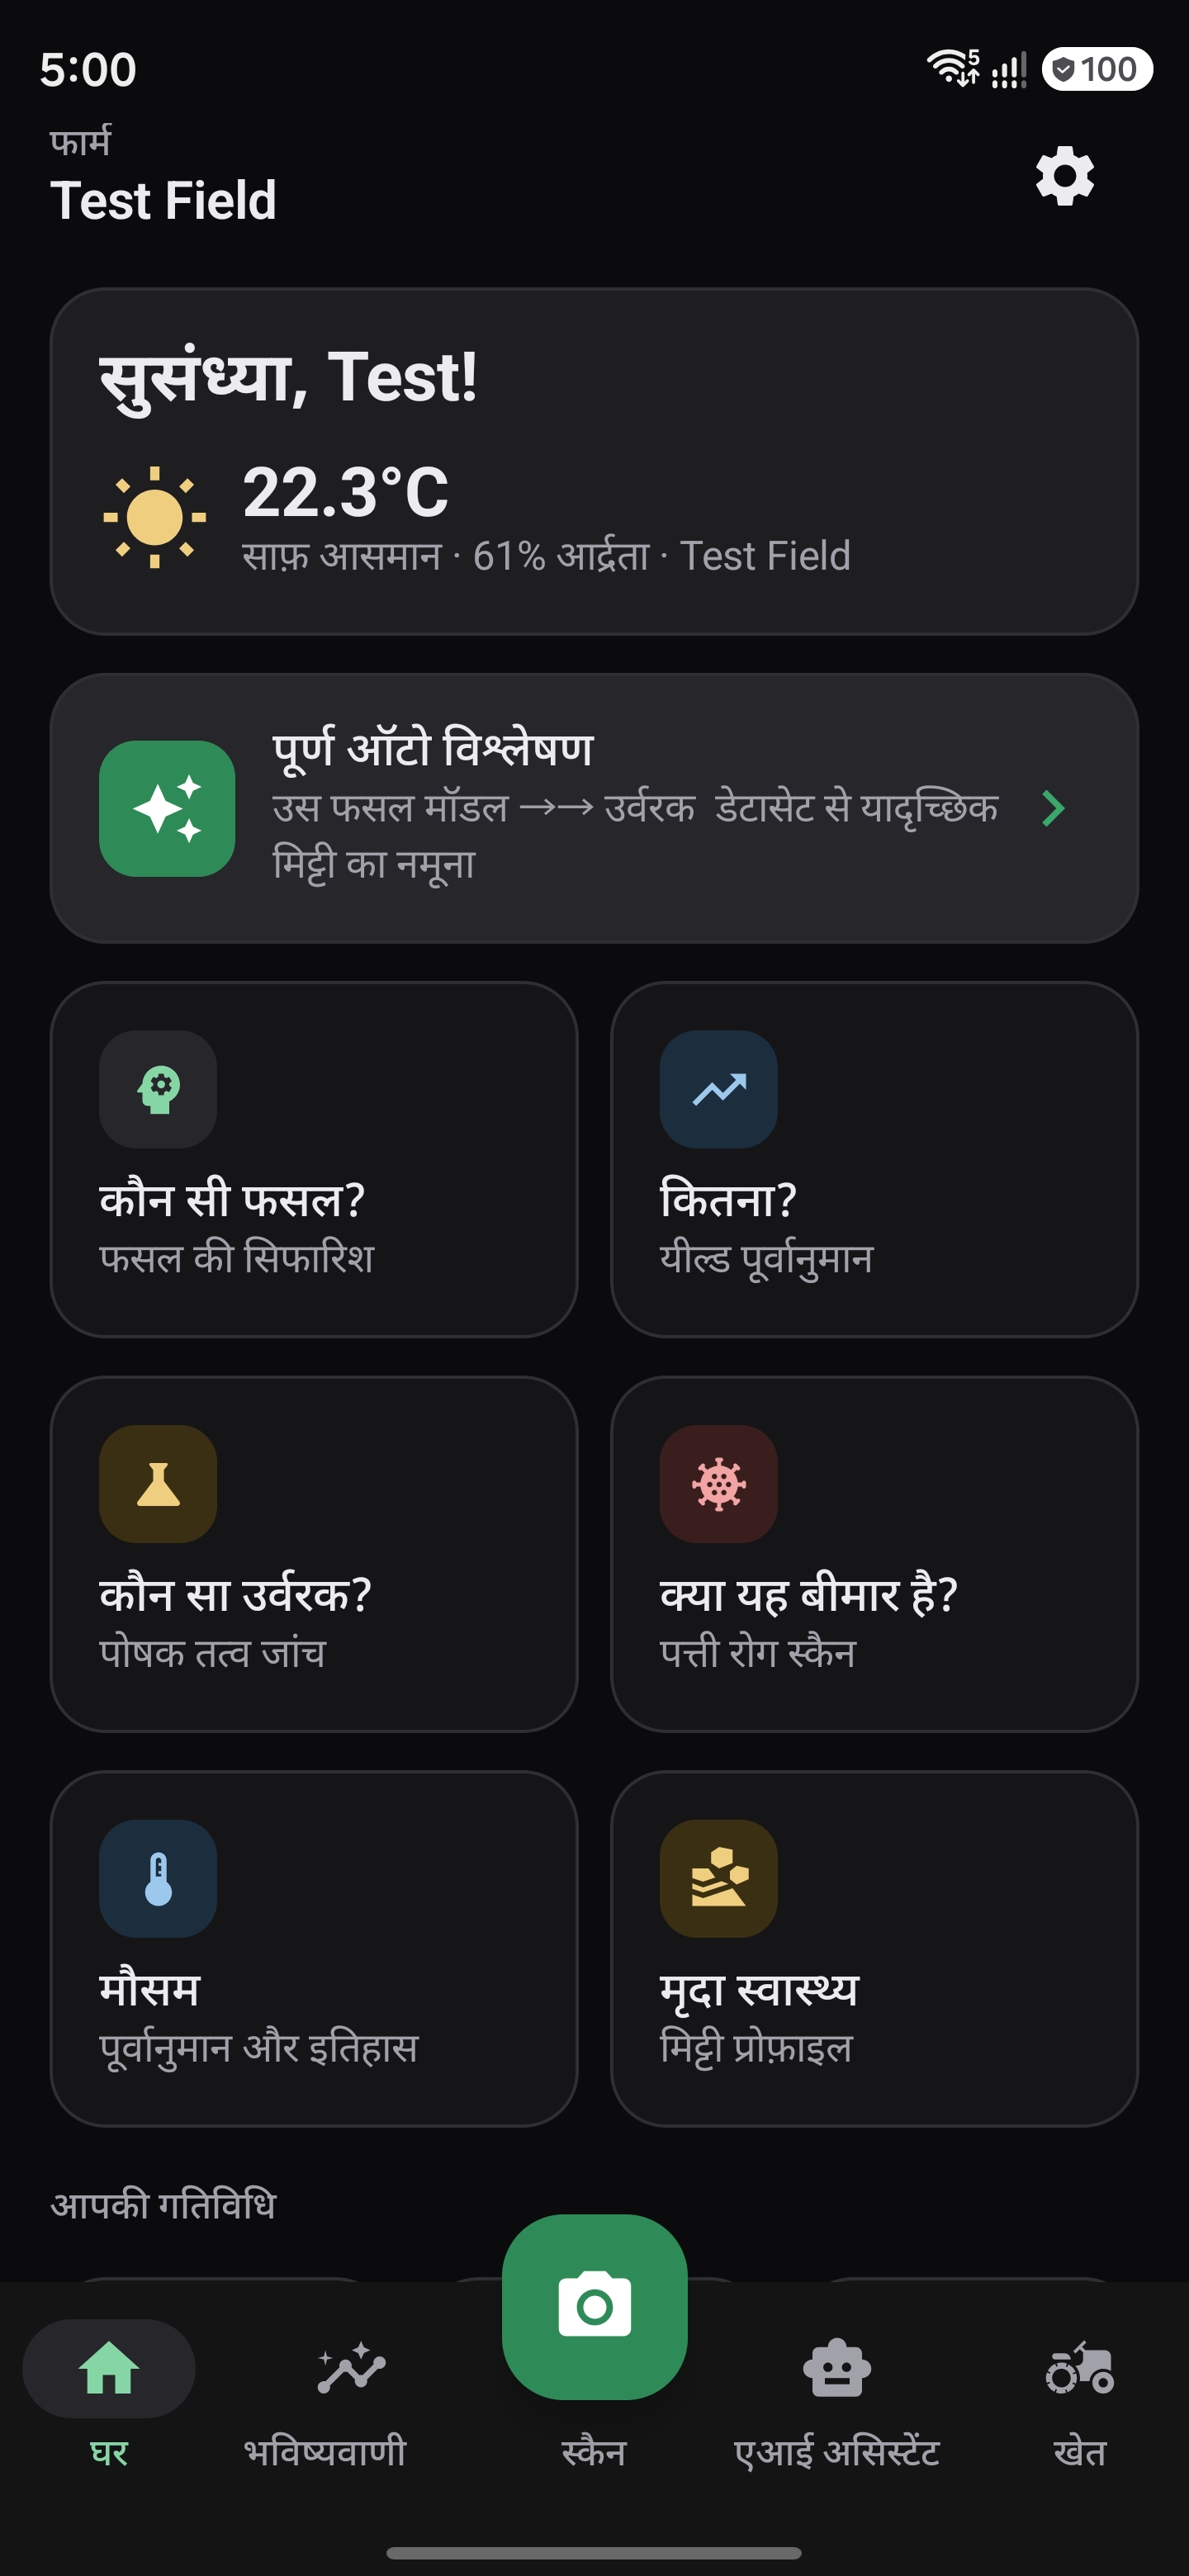 5:00
5
100
फार्म
Test Field
सुसंध्या, Test!
22.3°C
साफ़ आसमान · 61% आर्द्रता · Test Field
पूर्ण ऑटो विश्लेषण
उस फसल मॉडल →→ उर्वरक डेटासेट से यादृच्छिक
मिट्टी का नमूना
कौन सी फसल?
फसल की सिफारिश
कितना?
यील्ड पूर्वानुमान
कौन सा उर्वरक?
पोषक तत्व जांच
क्या यह बीमार है?
पत्ती रोग स्कैन
मौसम
पूर्वानुमान और इतिहास
मृदा स्वास्थ्य
मिट्टी प्रोफ़ाइल
आपकी गतिविधि
घर
भविष्यवाणी
स्कैन
एआई असिस्टेंट
खेत